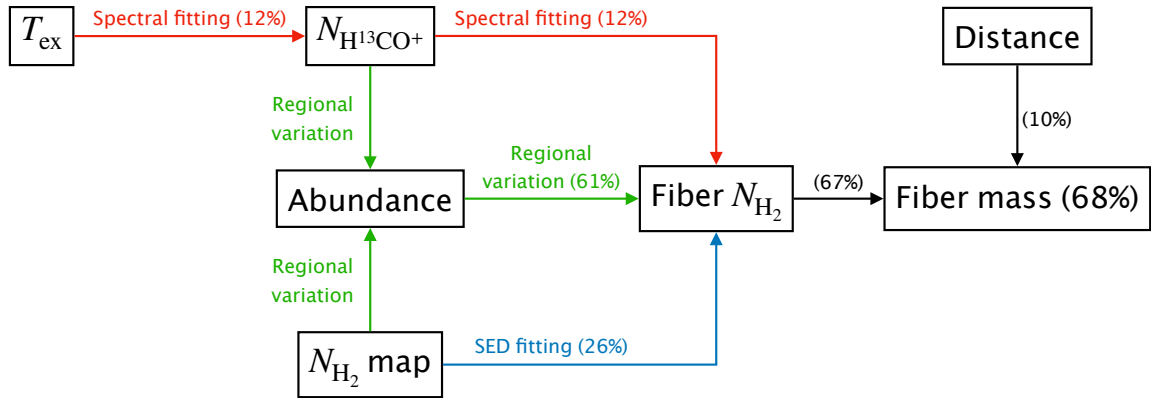 T_ex
Spectral fitting (12%)
N_H¹³CO⁺
Spectral fitting (12%)
Distance
Regional
variation
(10%)
Regional
variation (61%)
Abundance
Fiber N_H₂
(67%)
Fiber mass (68%)
Regional
variation
N_H₂ map
SED fitting (26%)